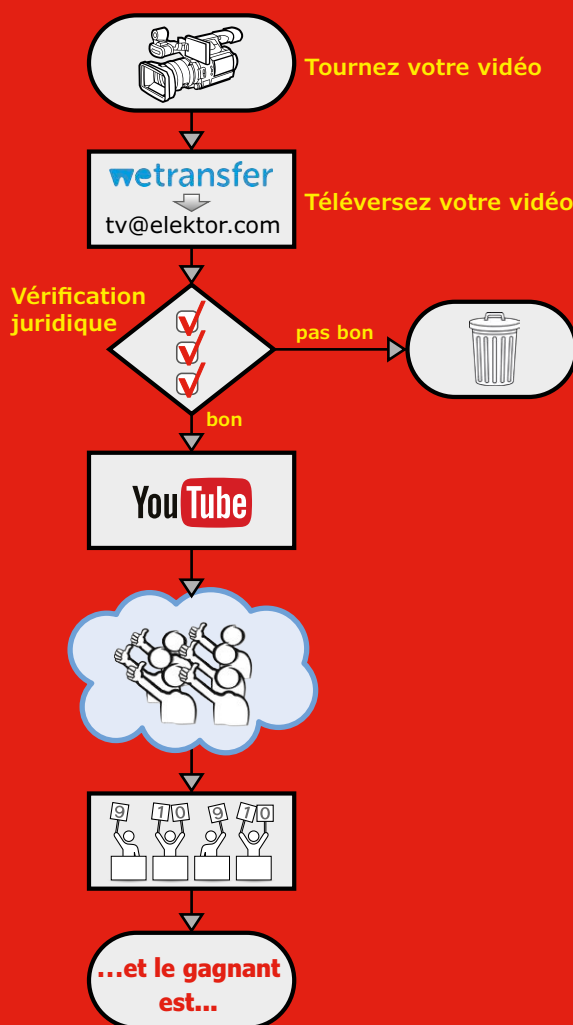 Tournez votre vidéo
wetransfer
tv@elektor.com
Téléversez votre vidéo
Vérification
juridique
pas bon
bon
YouTube
9 10 9 10
...et le gagnant
est...